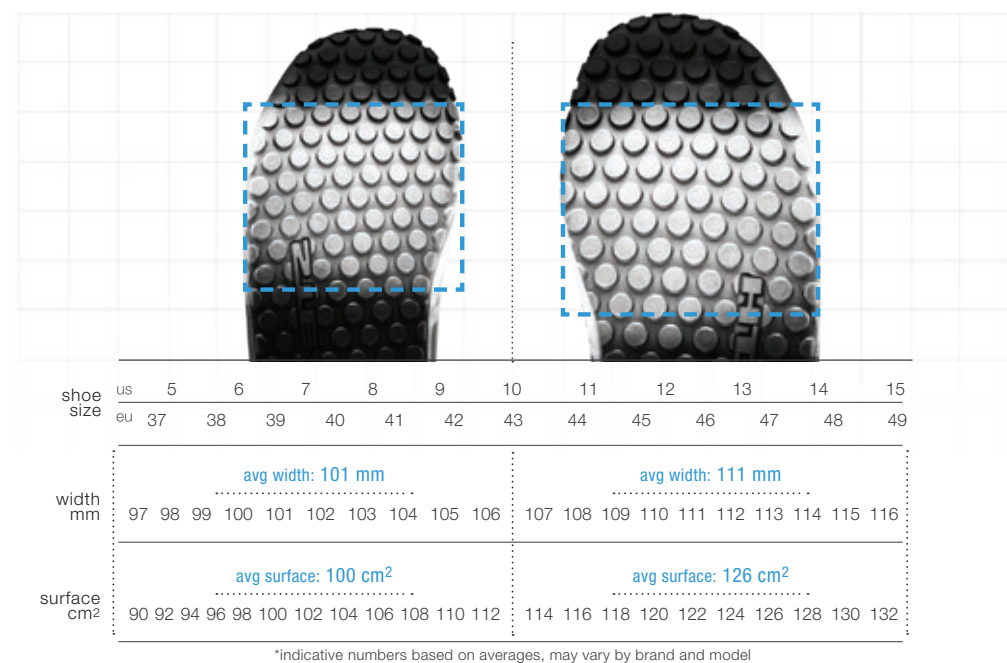 shoe size
us 5 6 7 8 9 10 11 12 13 14 15
eu 37 38 39 40 41 42 43 44 45 46 47 48 49
avg width: 101 mm avg width: 111 mm
width mm
97 98 99 100 101 102 103 104 105 106 107 108 109 110 111 112 113 114 115 116
avg surface: 100 cm² avg surface: 126 cm²
surface cm²
90 92 94 96 98 100 102 104 106 108 110 112 114 116 118 120 122 124 126 128 130 132
*indicative numbers based on averages, may vary by brand and model